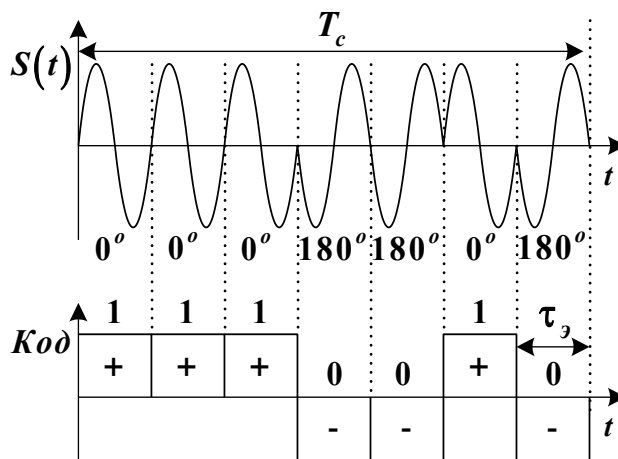 T_c
S(t)
t
0° 0° 0° 180° 180° 0° 180°
1 1 1 1 τ_э
Код + + + 0 0 + 0
- - -
t